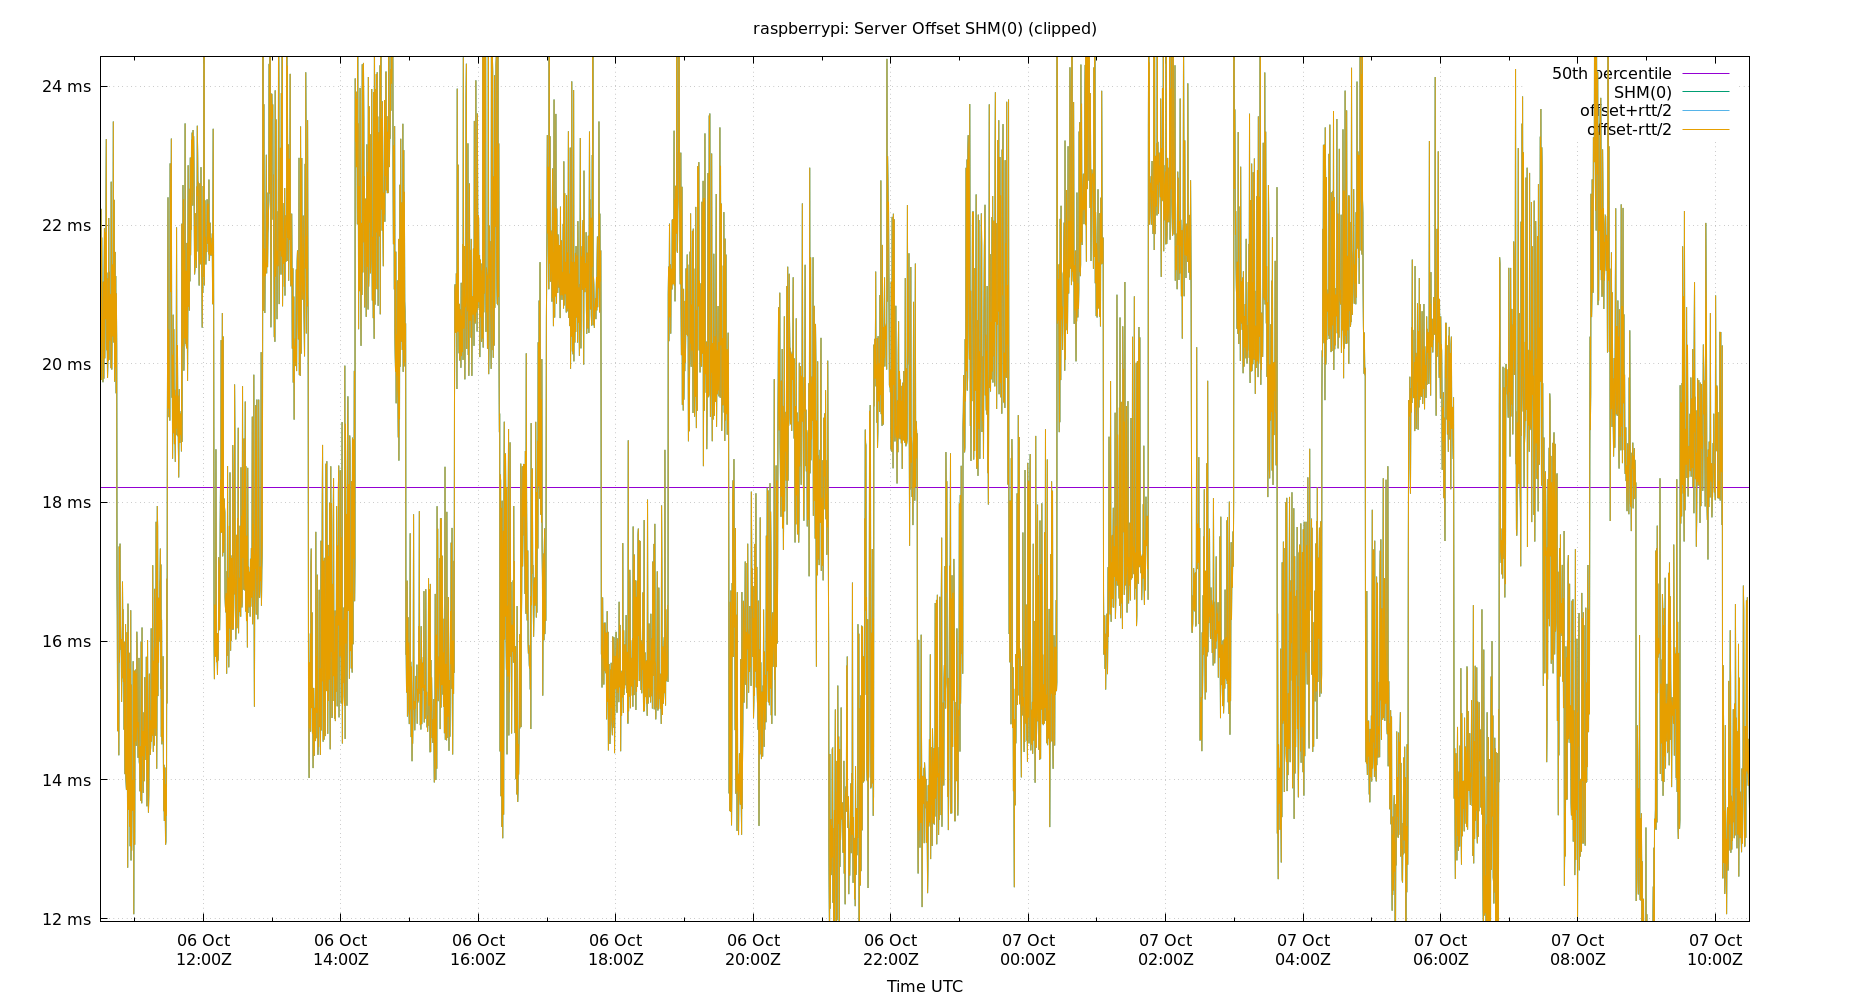 raspberrypi: Server Offset SHM(0) (clipped)
50th percentile
SHM(0)
offset+rtt/2
offset-rtt/2
24 ms
22 ms
20 ms
18 ms
16 ms
14 ms
12 ms
06 Oct 06 Oct 06 Oct 06 Oct 06 Oct 06 Oct 07 Oct 07 Oct 07 Oct 07 Oct 07 Oct 07 Oct
12:00Z 14:00Z 16:00Z 18:00Z 20:00Z 22:00Z 00:00Z 02:00Z 04:00Z 06:00Z 08:00Z 10:00Z
Time UTC